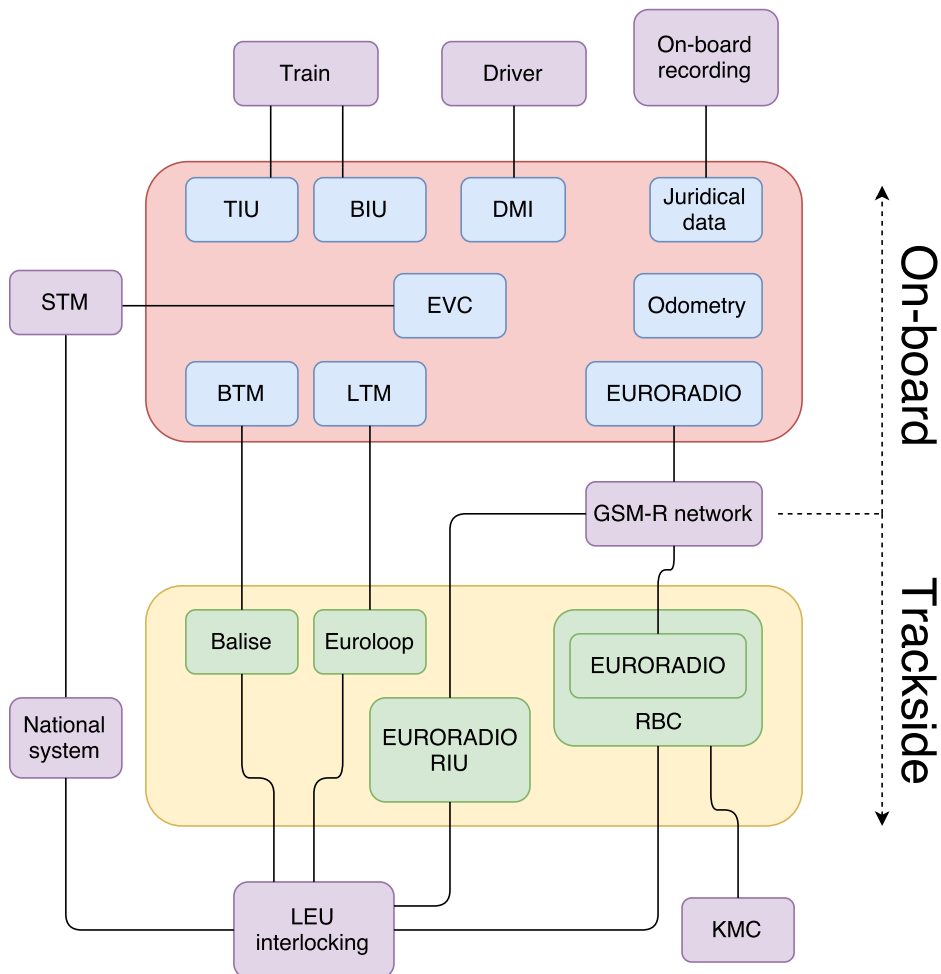 Train
Driver
On-board
recording
TIU
BIU
DMI
Juridical
data
STM
EVC
Odometry
BTM
LTM
EURORADIO
On-board
GSM-R network
Trackside
Balise
Euroloop
EURORADIO
RBC
National
system
EURORADIO
RIU
LEU
interlocking
KMC